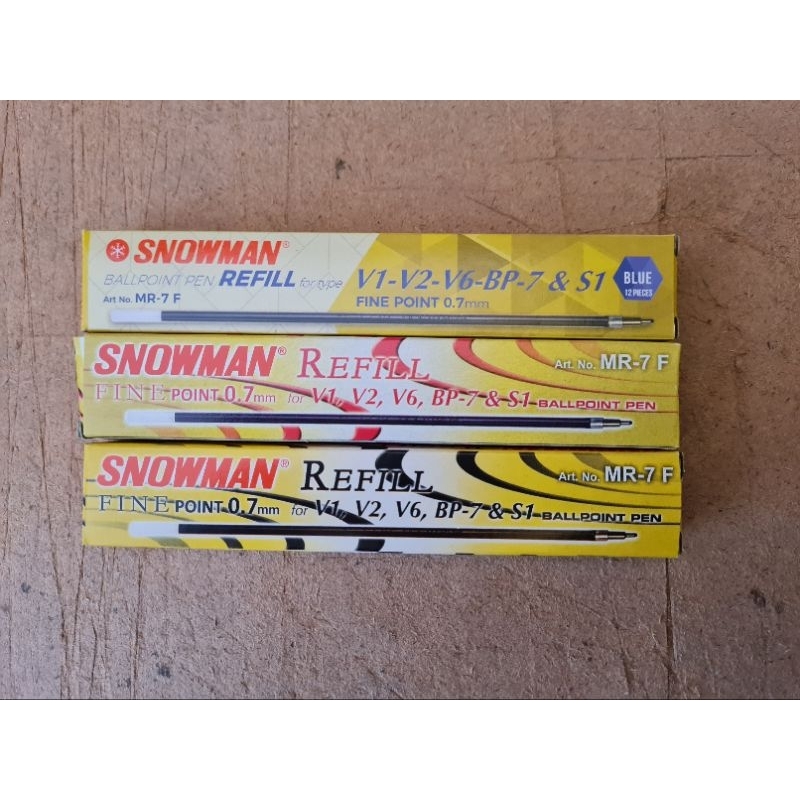 SNOWMAN®
BALLPOINT PEN REFILL for type V1-V2-V6-BP-7 & S1
Art No. MR-7 F
FINE POINT 0.7mm
BLUE
12 PIECES
SNOWMAN® REFILL Art. No. MR-7 F
FINE POINT 0.7mm for V1, V2, V6, BP-7 & S1 BALLPOINT PEN
SNOWMAN® REFILL Art. No. MR-7 F
FINE POINT 0.7mm for V1, V2, V6, BP-7 & S1 BALLPOINT PEN